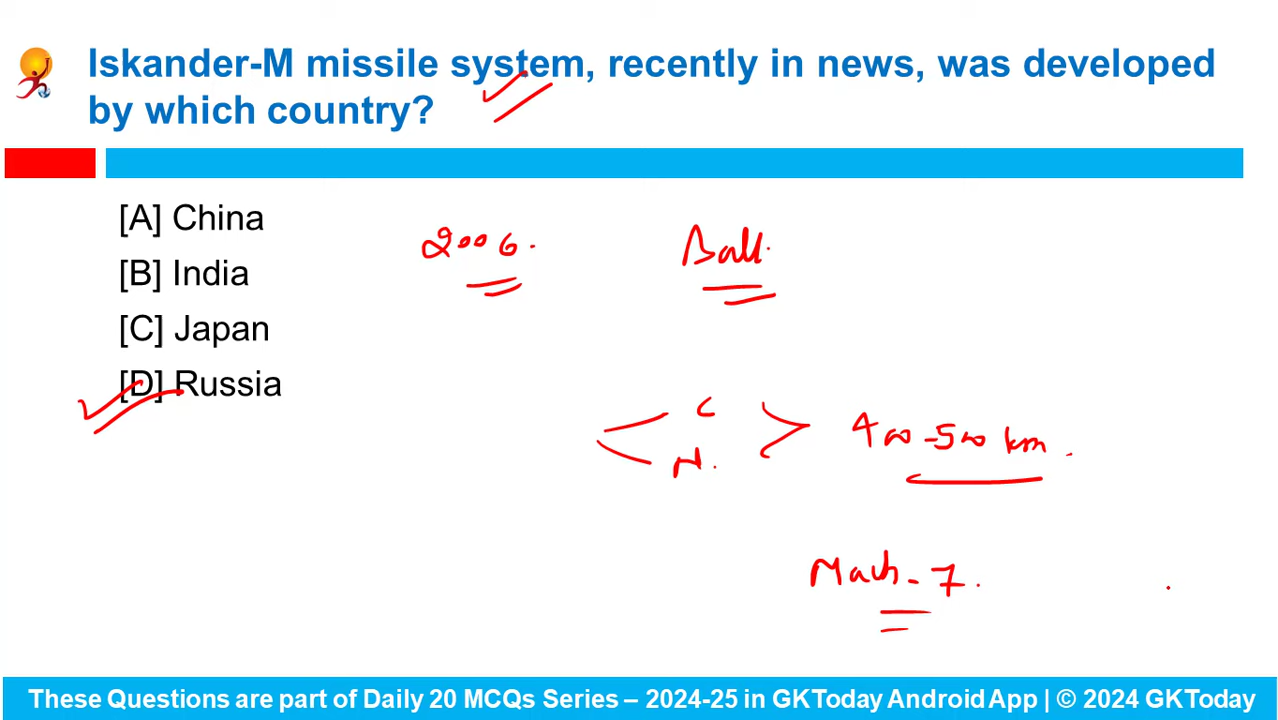 Iskander-M missile system, recently in news, was developed
by which country?
[A] China
[B] India
[C] Japan
[D] Russia
2006.
Ball.
C
N.
400-500 km.
Mach-7.
These Questions are part of Daily 20 MCQs Series – 2024-25 in GKToday Android App | © 2024 GKToday